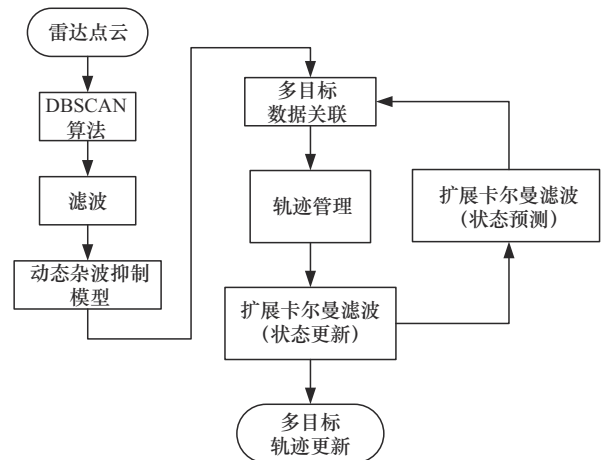 雷达点云
DBSCAN
算法
滤波
动态杂波抑制
模型
多目标
数据关联
轨迹管理
扩展卡尔曼滤波
（状态更新）
扩展卡尔曼滤波
（状态预测）
多目标
轨迹更新